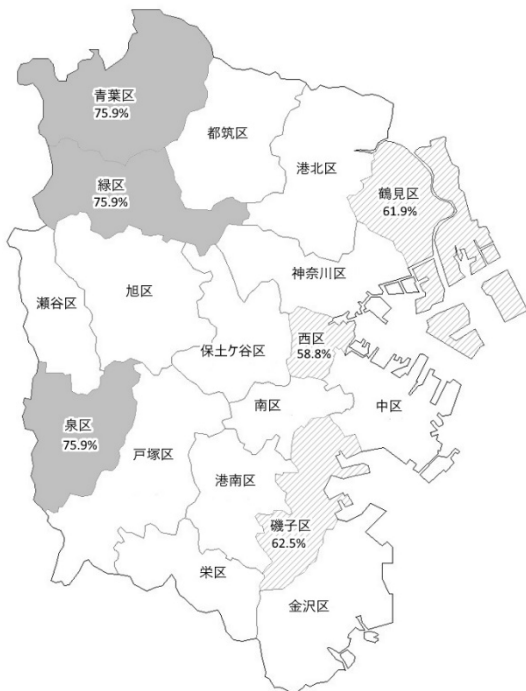 青葉区
75.9%
都筑区
港北区
緑区
75.9%
鶴見区
61.9%
神奈川区
瀬谷区
旭区
保土ケ谷区
西区
58.8%
南区
中区
泉区
75.9%
戸塚区
港南区
磯子区
62.5%
栄区
金沢区